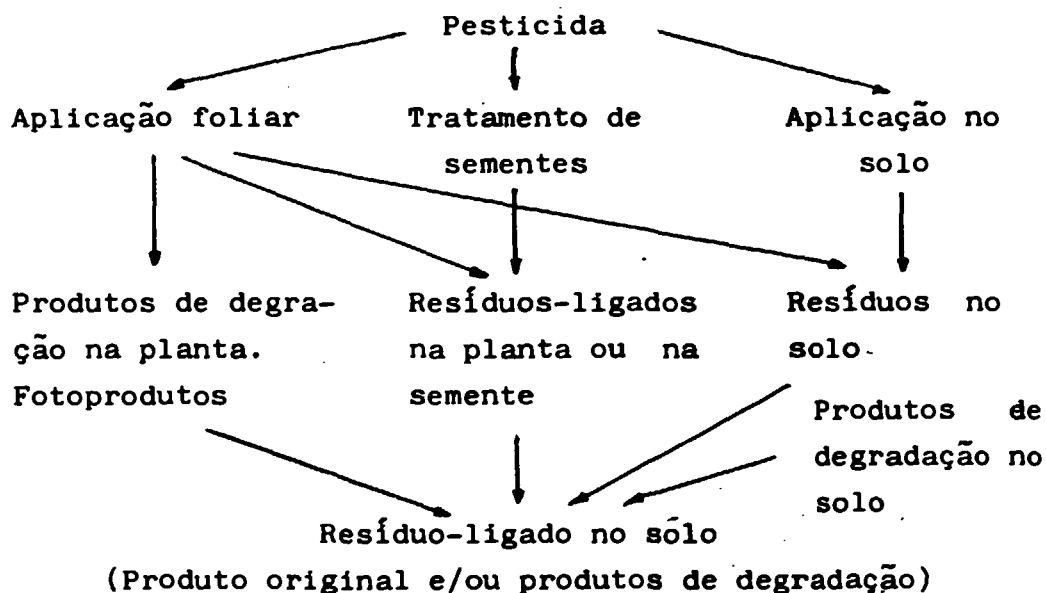 Pesticida
Aplicação foliar
Tratamento de
sementes
Aplicação no
solo
Produtos de degra-
ção na planta.
Fotoprodutos
Resíduos-ligados
na planta ou na
semente
Resíduos no
solo
Produtos de
degradação no
solo
Resíduo-ligado no sõlo
(Produto original e/ou produtos de degradação)